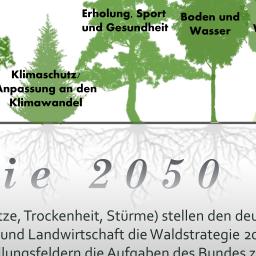 Erholung, Sport
und Gesundheit
Boden und
Wasser
Klimaschutz/
Anpassung an den
Klimawandel
ie 2050
tze, Trockenheit, Stürme) stellen den deu
und Landwirtschaft die Waldstrategie 20
llungsfeldern die Aufgaben des Bundes z